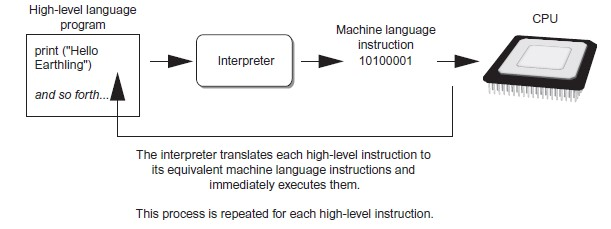 High-level language
program
print ("Hello
Earthling")
and so forth...
Interpreter
Machine language
instruction
10100001
CPU
The interpreter translates each high-level instruction to
its equivalent machine language instructions and
immediately executes them.
This process is repeated for each high-level instruction.